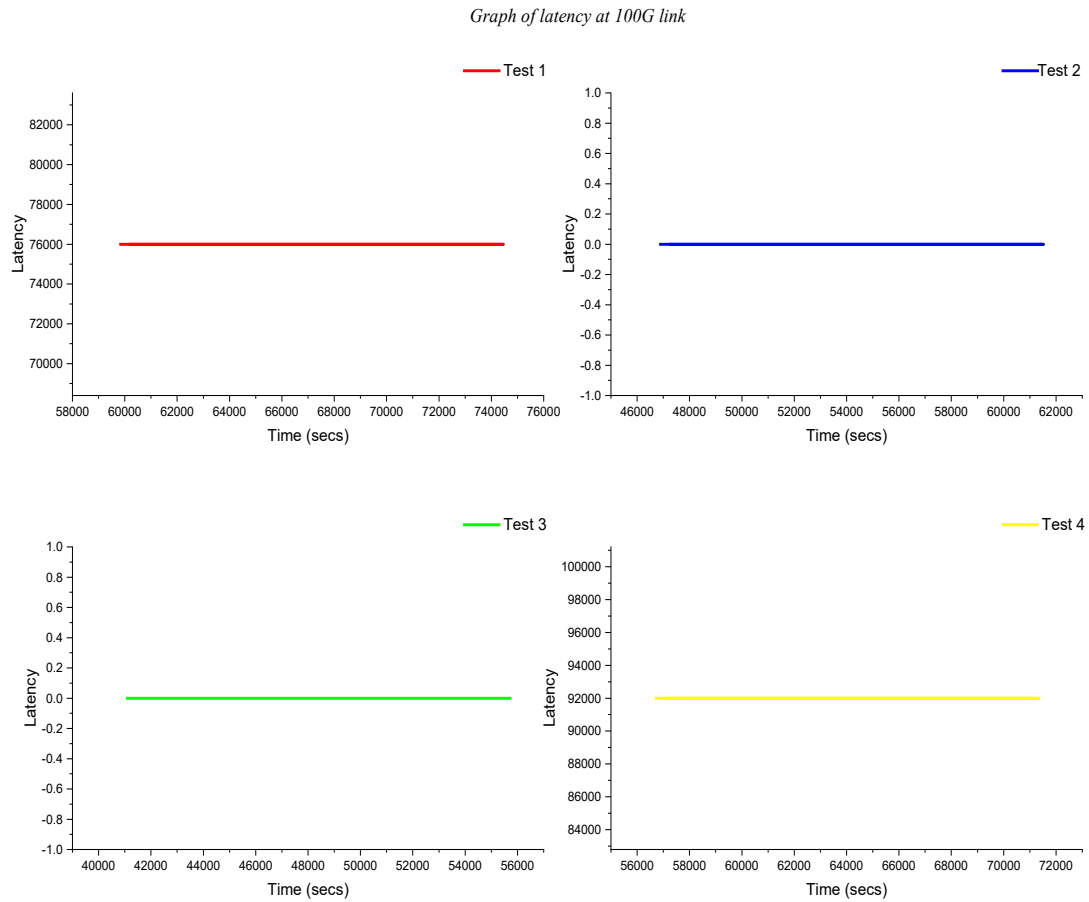 Graph of latency at 100G link
Test 1
82000
80000
78000
76000
74000
72000
70000
Latency
58000 60000 62000 64000 66000 68000 70000 72000 74000 76000
Time (secs)
Test 2
1.0
0.8
0.6
0.4
0.2
0.0
-0.2
-0.4
-0.6
-0.8
-1.0
Latency
46000 48000 50000 52000 54000 56000 58000 60000 62000
Time (secs)
Test 3
1.0
0.8
0.6
0.4
0.2
0.0
-0.2
-0.4
-0.6
-0.8
-1.0
Latency
40000 42000 44000 46000 48000 50000 52000 54000 56000
Time (secs)
Test 4
100000
98000
96000
94000
92000
90000
88000
86000
84000
Latency
56000 58000 60000 62000 64000 66000 68000 70000 72000
Time (secs)